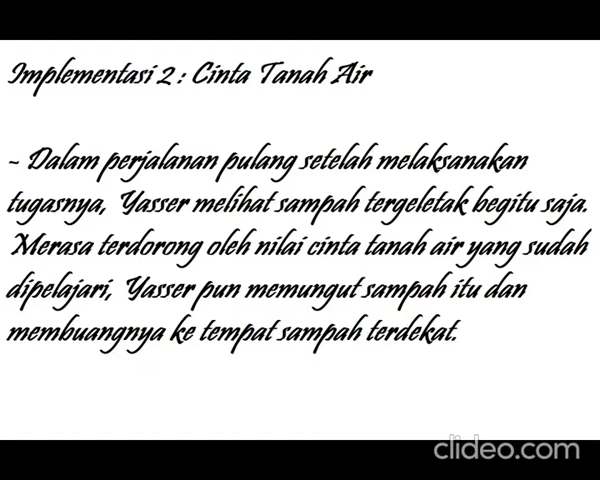 Implementasi 2 : Cinta Tanah Air
~ Dalam perjalanan pulang setelah melaksanakan
tugasnya, Yasser melihat sampah tergeletak begitu saja.
Merasa terdorong oleh nilai cinta tanah air yang sudah
dipelajari, Yasser pun memungut sampah itu dan
membuangnya ke tempat sampah terdekat.
clideo.com